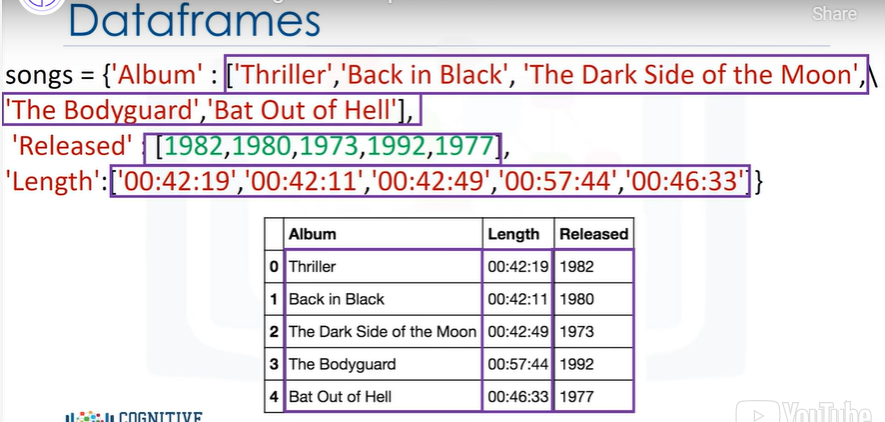 Dataframes
Share
songs = {'Album' : ['Thriller','Back in Black', 'The Dark Side of the Moon',\
'The Bodyguard','Bat Out of Hell'],
'Released' : [1982,1980,1973,1992,1977],
'Length':['00:42:19','00:42:11','00:42:49','00:57:44','00:46:33']}
Album Length Released
0 Thriller 00:42:19 1982
1 Back in Black 00:42:11 1980
2 The Dark Side of the Moon 00:42:49 1973
3 The Bodyguard 00:57:44 1992
4 Bat Out of Hell 00:46:33 1977
COGNITIVE
YouTube